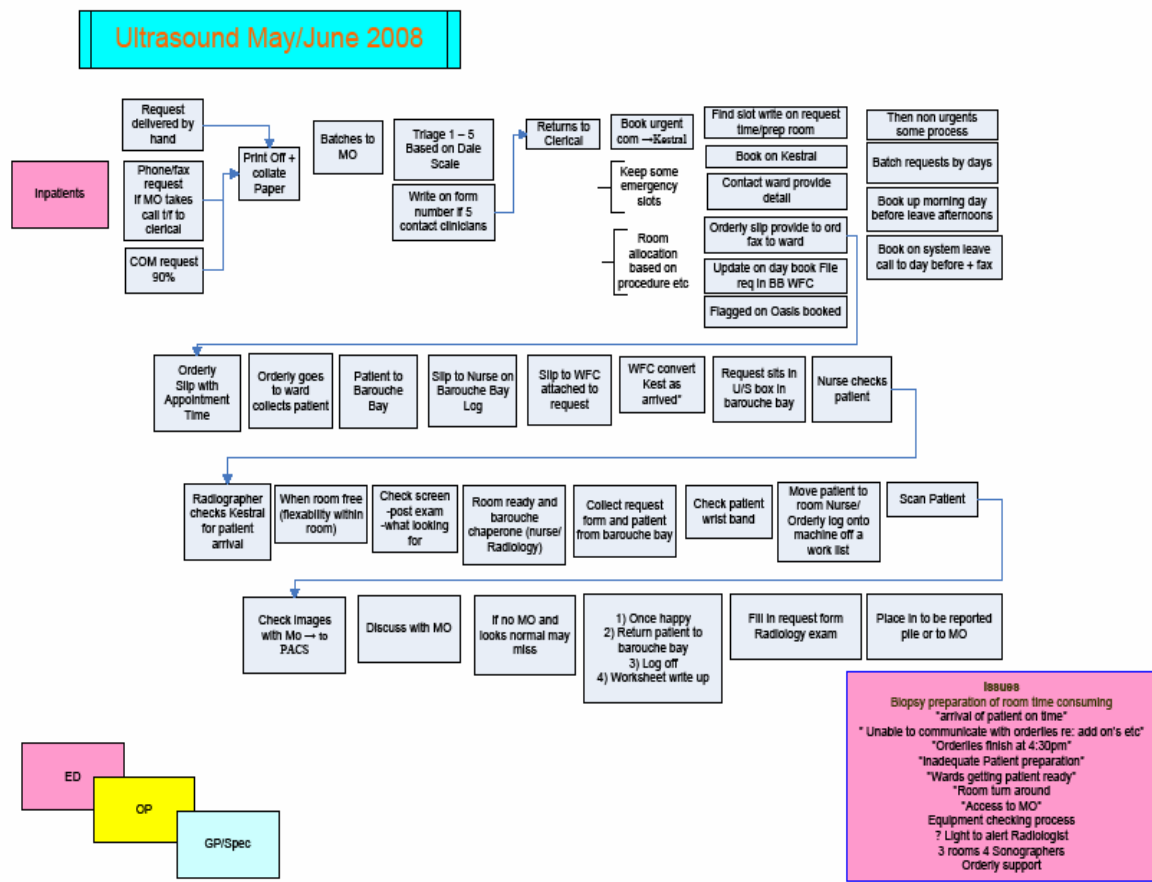 Ultrasound May/June 2008
Inpatients
Request
delivered by
hand
Phone/fax
request
If MO takes
call t/f to
clerical
COM request
90%
Print Off +
collate
Paper
Batches to
MO
Triage 1 – 5
Based on Dale
Scale
Write on form
number if 5
contact clinicians
Returns to
Clerical
Book urgent
com → Kestral
Keep some
emergency
slots
Room
allocation
based on
procedure etc
Find slot write on request
time/prep room
Book on Kestral
Contact ward provide
detail
Orderly slip provide to ord
fax to ward
Update on day book File
req in BB WFC
Flagged on Oasis booked
Then non urgents
some process
Batch requests by days
Book up morning day
before leave afternoons
Book on system leave
call to day before + fax
Orderly
Slip with
Appointment
Time
Orderly goes
to ward
collects patient
Patient to
Barouche
Bay
Slip to Nurse on
Barouche Bay
Log
Slip to WFC
attached to
request
WFC convert
Kest as
arrived"
Request sits in
U/S box in
barouche bay
Nurse checks
patient
Radiographer
checks Kestral
for patient
arrival
When room free
(flexability within
room)
Check screen
-post exam
-what looking
for
Room ready and
barouche
chaperone (nurse/
Radiology)
Collect request
form and patient
from barouche bay
Check patient
wrist band
Move patient to
room Nurse/
Orderly log onto
machine off a
work list
Scan Patient
Check images
with Mo → to
PACS
Discuss with MO
If no MO and
looks normal may
miss
1) Once happy
2) Return patient to
barouche bay
3) Log off
4) Worksheet write up
Fill in request form
Radiology exam
Place in to be reported
pile or to MO
Issues
Biopsy preparation of room time consuming
"arrival of patient on time"
" Unable to communicate with orderlies re: add on's etc"
"Orderlies finish at 4:30pm"
"Inadequate Patient preparation"
"Wards getting patient ready"
"Room turn around
"Access to MO"
Equipment checking process
? Light to alert Radiologist
3 rooms 4 Sonographers
Orderly support
ED
OP
GP/Spec